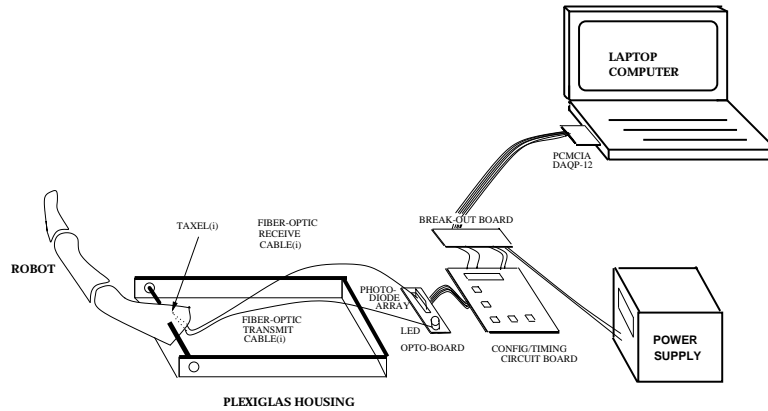 LAPTOP
COMPUTER
PCMCIA
DAQP-12
BREAK-OUT BOARD
TAXEL(i)
FIBER-OPTIC
RECEIVE
CABLE(i)
ROBOT
PHOTO-
DIODE
ARRAY
FIBER-OPTIC
TRANSMIT
CABLE(i)
LED
OPTO-BOARD
CONFIG/TIMING
CIRCUIT BOARD
POWER
SUPPLY
PLEXIGLAS HOUSING